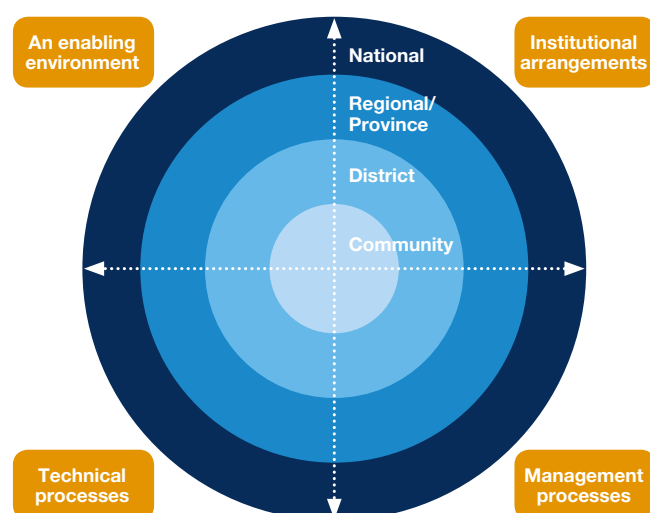 An enabling
environment
Institutional
arrangements
National
Regional/
Province
District
Community
Technical
processes
Management
processes